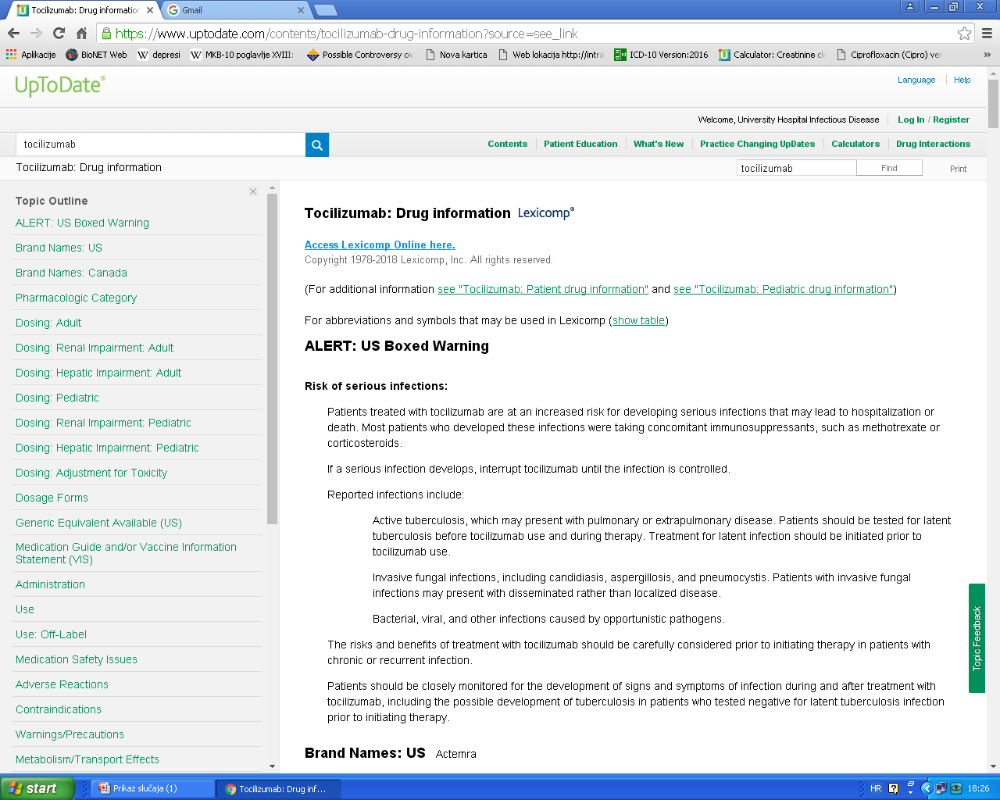 Tocilizumab: Drug information
Gmail
https://www.uptodate.com/contents/tocilizumab-drug-information?source=see_link
Aplikacije
BioNET Web
depresi
MKB-10 poglavlje XVIII:
Possible Controversy ov
Nova kartica
Web lokacija http://intra
ICD-10 Version:2016
Calculator: Creatinine cl
Ciprofloxacin (Cipro) ver
»
UpToDate®
Language
Help
Welcome, University Hospital Infectious Disease
Log In / Register
tocilizumab
Contents
Patient Education
What's New
Practice Changing UpDates
Calculators
Drug Interactions
Tocilizumab: Drug information
tocilizumab
Find
Print
Topic Outline
ALERT: US Boxed Warning
Brand Names: US
Brand Names: Canada
Pharmacologic Category
Dosing: Adult
Dosing: Renal Impairment: Adult
Dosing: Hepatic Impairment: Adult
Dosing: Pediatric
Dosing: Renal Impairment: Pediatric
Dosing: Hepatic Impairment: Pediatric
Dosing: Adjustment for Toxicity
Dosage Forms
Generic Equivalent Available (US)
Medication Guide and/or Vaccine Information
Statement (VIS)
Administration
Use
Use: Off-Label
Medication Safety Issues
Adverse Reactions
Contraindications
Warnings/Precautions
Metabolism/Transport Effects
Tocilizumab: Drug information Lexicomp®
Access Lexicomp Online here.
Copyright 1978-2018 Lexicomp, Inc. All rights reserved.
(For additional information see "Tocilizumab: Patient drug information" and see "Tocilizumab: Pediatric drug information")
For abbreviations and symbols that may be used in Lexicomp (show table)
ALERT: US Boxed Warning
Risk of serious infections:
Patients treated with tocilizumab are at an increased risk for developing serious infections that may lead to hospitalization or
death. Most patients who developed these infections were taking concomitant immunosuppressants, such as methotrexate or
corticosteroids.
If a serious infection develops, interrupt tocilizumab until the infection is controlled.
Reported infections include:
Active tuberculosis, which may present with pulmonary or extrapulmonary disease. Patients should be tested for latent
tuberculosis before tocilizumab use and during therapy. Treatment for latent infection should be initiated prior to
tocilizumab use.
Invasive fungal infections, including candidiasis, aspergillosis, and pneumocystis. Patients with invasive fungal
infections may present with disseminated rather than localized disease.
Bacterial, viral, and other infections caused by opportunistic pathogens.
The risks and benefits of treatment with tocilizumab should be carefully considered prior to initiating therapy in patients with
chronic or recurrent infection.
Patients should be closely monitored for the development of signs and symptoms of infection during and after treatment with
tocilizumab, including the possible development of tuberculosis in patients who tested negative for latent tuberculosis infection
prior to initiating therapy.
Brand Names: US Actemra
Topic Feedback
start
Prikaz slučaja (1)
Tocilizumab: Drug inf...
HR
18:26